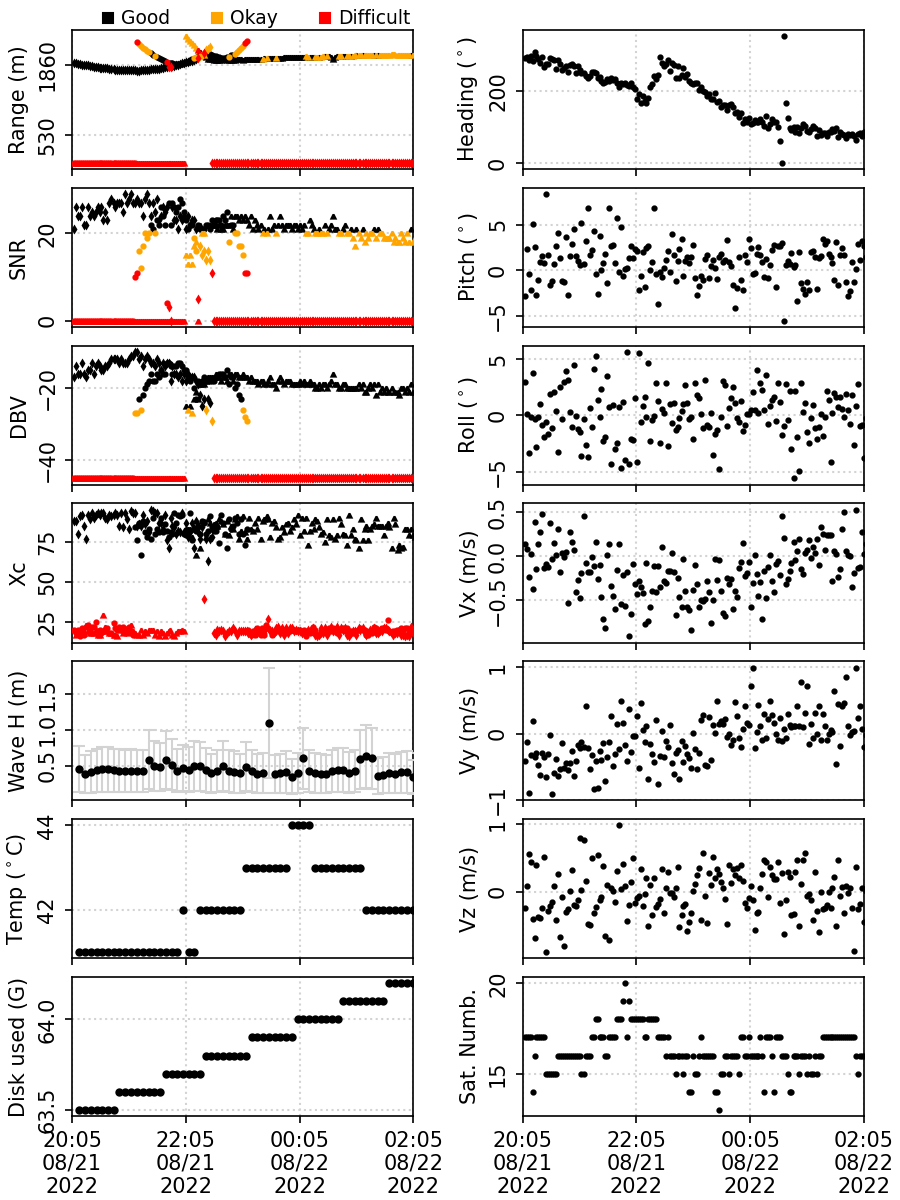 Good Okay Difficult
Range (m)
1860
530
Heading (°)
200
0
SNR
20
0
Pitch (°)
5
0
−5
DBV
−20
−40
Roll (°)
5
0
−5
Xc
75
50
25
Vx (m/s)
0.5
0.0
−0.5
Wave H (m)
1.5
1.0
0.5
Vy (m/s)
1
0
−1
Temp (°C)
44
42
Vz (m/s)
1
0
Disk used (G)
64.0
63.5
Sat. Numb.
20
15
20:05 22:05 00:05 02:05
08/21 08/21 08/22 08/22
2022 2022 2022 2022
20:05 22:05 00:05 02:05
08/21 08/21 08/22 08/22
2022 2022 2022 2022